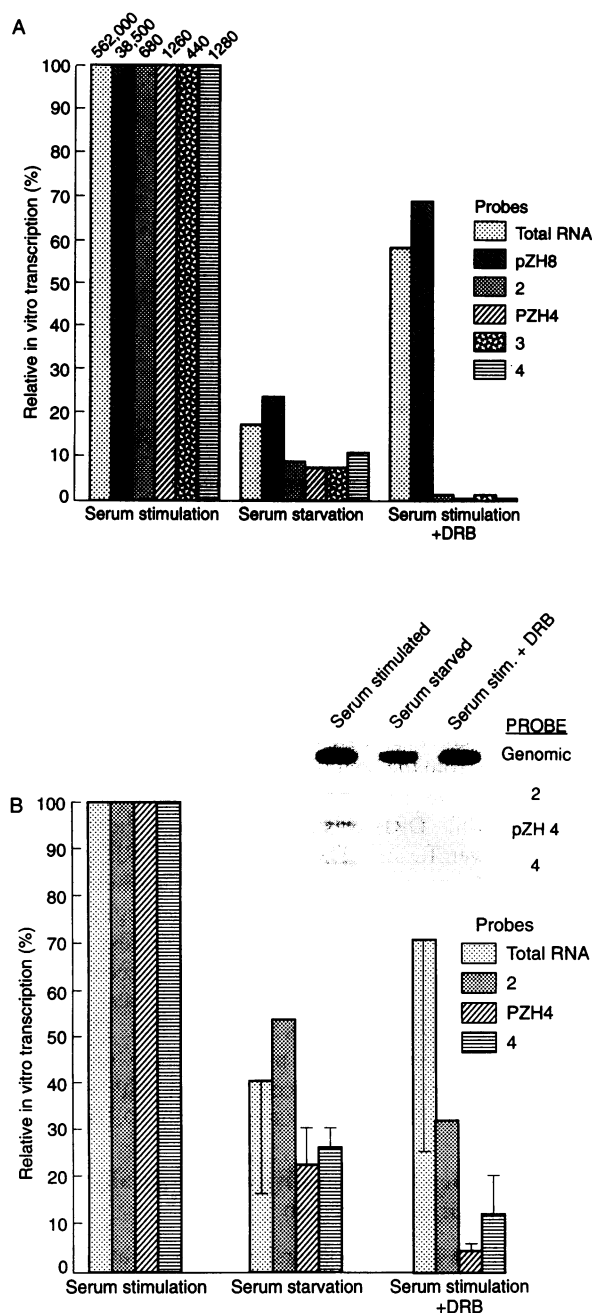 A
562,000
38,500
680
1260
440
1280
100
90
80
70
60
50
40
30
20
10
0
Relative in vitro transcription (%)
Serum stimulation
Serum starvation
Serum stimulation
+DRB
Probes
Total RNA
pZH8
2
PZH4
3
4
Serum stimulated
Serum starved
Serum stim. + DRB
PROBE
Genomic
2
pZH 4
4
B
100
90
80
70
60
50
40
30
20
10
0
Relative in vitro transcription (%)
Serum stimulation
Serum starvation
Serum stimulation
+DRB
Probes
Total RNA
2
PZH4
4